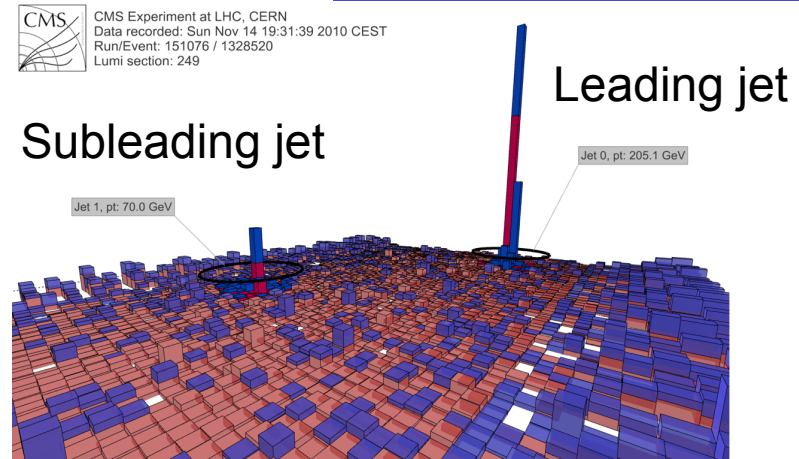 CMS
CMS Experiment at LHC, CERN
Data recorded: Sun Nov 14 19:31:39 2010 CEST
Run/Event: 151076 / 1328520
Lumi section: 249
Leading jet
Subleading jet
Jet 0, pt: 205.1 GeV
Jet 1, pt: 70.0 GeV